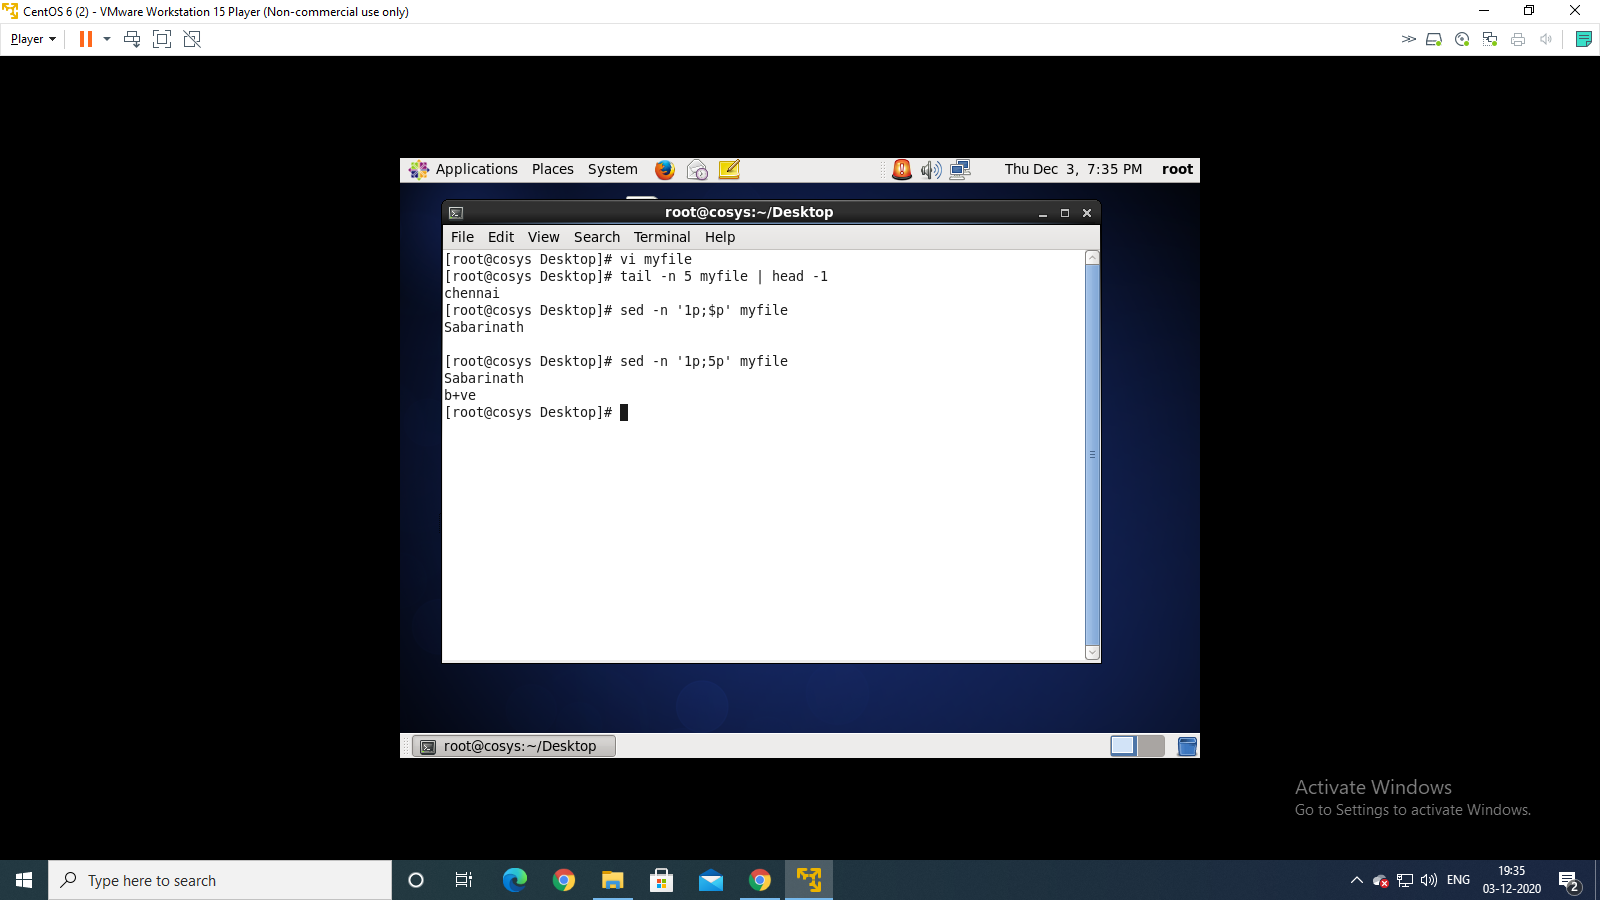 CentOS 6 (2) - VMware Workstation 15 Player (Non-commercial use only)
Player
Applications Places System Thu Dec 3, 7:35 PM root
root@cosys:~/Desktop
File Edit View Search Terminal Help
[root@cosys Desktop]# vi myfile
[root@cosys Desktop]# tail -n 5 myfile | head -1
chennai
[root@cosys Desktop]# sed -n '1p;$p' myfile
Sabarinath
[root@cosys Desktop]# sed -n '1p;5p' myfile
Sabarinath
b+ve
[root@cosys Desktop]#
root@cosys:~/Desktop
Activate Windows
Go to Settings to activate Windows.
Type here to search
ENG
19:35
03-12-2020
2